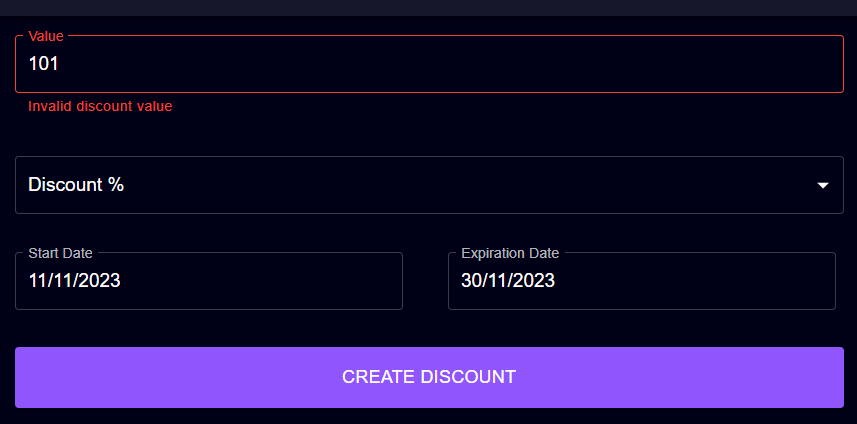 Value
101
Invalid discount value
Discount %
Start Date
11/11/2023
Expiration Date
30/11/2023
CREATE DISCOUNT